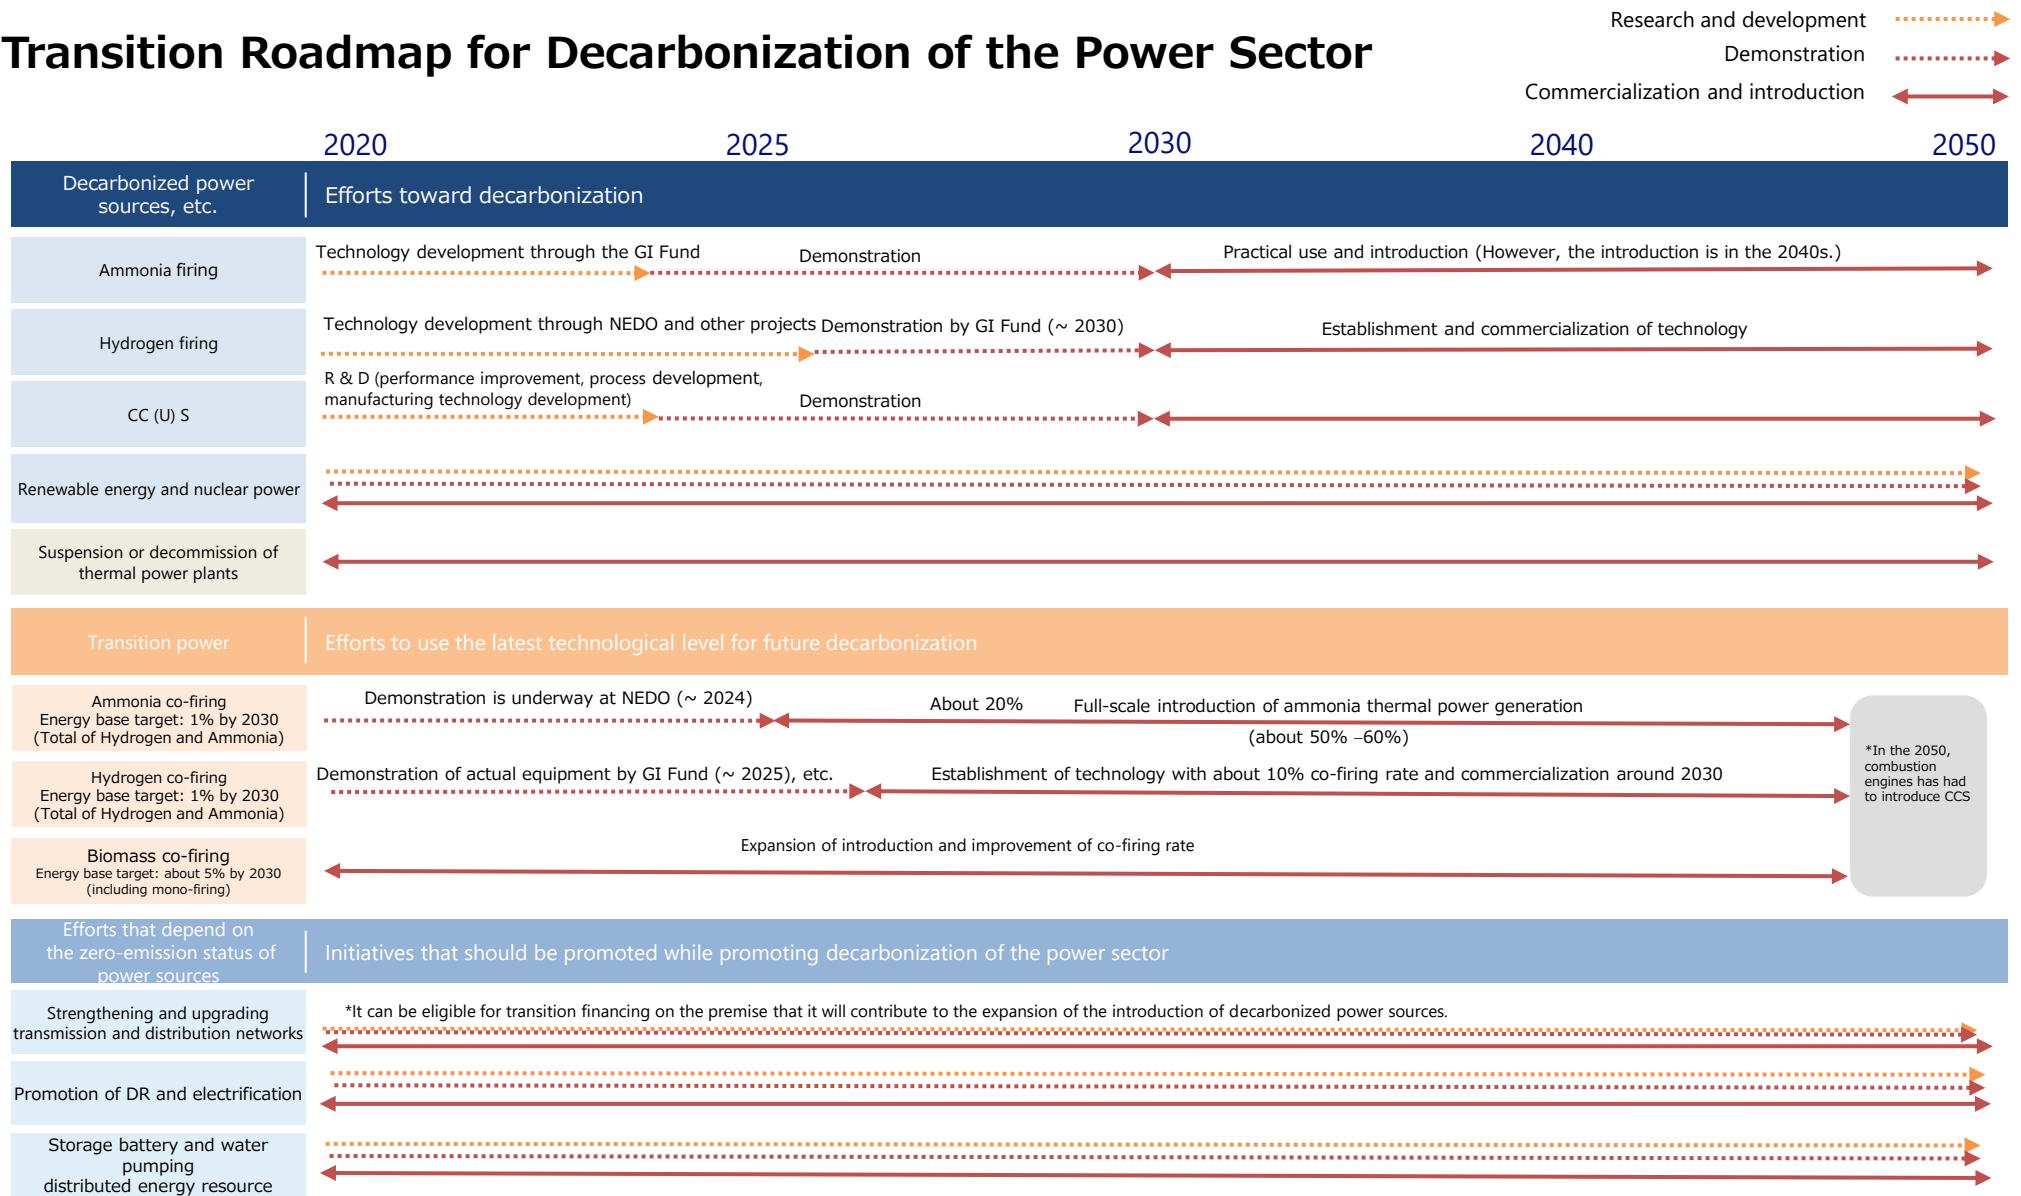 Transition Roadmap for Decarbonization of the Power Sector
Research and development
Demonstration
Commercialization and introduction
2020
2025
2030
2040
2050
Decarbonized power
sources, etc.
Efforts toward decarbonization
Ammonia firing
Technology development through the GI Fund
Demonstration
Practical use and introduction (However, the introduction is in the 2040s.)
Hydrogen firing
Technology development through NEDO and other projects
Demonstration by GI Fund (~ 2030)
Establishment and commercialization of technology
CC (U) S
R & D (performance improvement, process development,
manufacturing technology development)
Demonstration
Renewable energy and nuclear power
Suspension or decommission of
thermal power plants
Transition power
Efforts to use the latest technological level for future decarbonization
Ammonia co-firing
Energy base target: 1% by 2030
(Total of Hydrogen and Ammonia)
Demonstration is underway at NEDO (~ 2024)
About 20%
Full-scale introduction of ammonia thermal power generation
(about 50% –60%)
Hydrogen co-firing
Energy base target: 1% by 2030
(Total of Hydrogen and Ammonia)
Demonstration of actual equipment by GI Fund (~ 2025), etc.
Establishment of technology with about 10% co-firing rate and commercialization around 2030
*In the 2050,
combustion
engines has had
to introduce CCS
Biomass co-firing
Energy base target: about 5% by 2030
(including mono-firing)
Expansion of introduction and improvement of co-firing rate
Efforts that depend on
the zero-emission status of
power sources
Initiatives that should be promoted while promoting decarbonization of the power sector
Strengthening and upgrading
transmission and distribution networks
*It can be eligible for transition financing on the premise that it will contribute to the expansion of the introduction of decarbonized power sources.
Promotion of DR and electrification
Storage battery and water
pumping
distributed energy resource